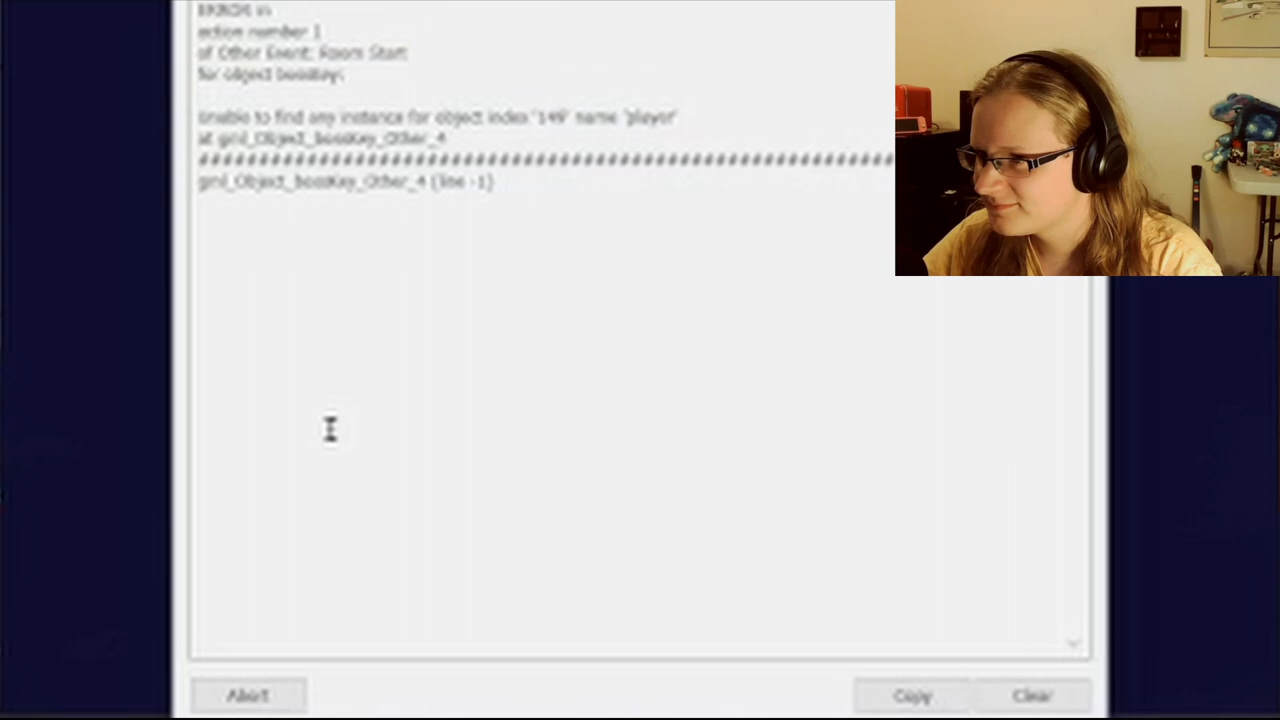 ERROR in
action number 1
of Other Event: Room Start
for object bossKey:
Unable to find any instance for object index '149' name 'player'
at gml_Object_bossKey_Other_4
############################################################
gml_Object_bossKey_Other_4 (line -1)
Abort
Copy
Clear